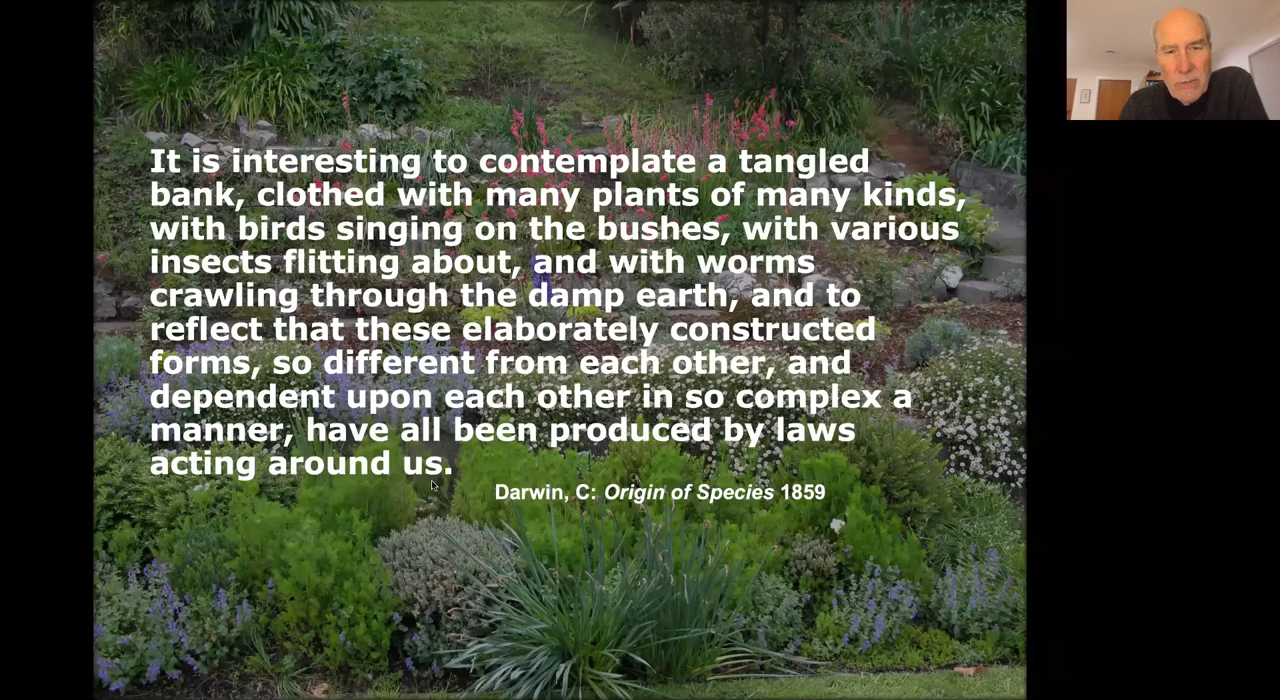 It is interesting to contemplate a tangled
bank, clothed with many plants of many kinds,
with birds singing on the bushes, with various
insects flitting about, and with worms
crawling through the damp earth, and to
reflect that these elaborately constructed
forms, so different from each other, and
dependent upon each other in so complex a
manner, have all been produced by laws
acting around us.
Darwin, C: Origin of Species 1859